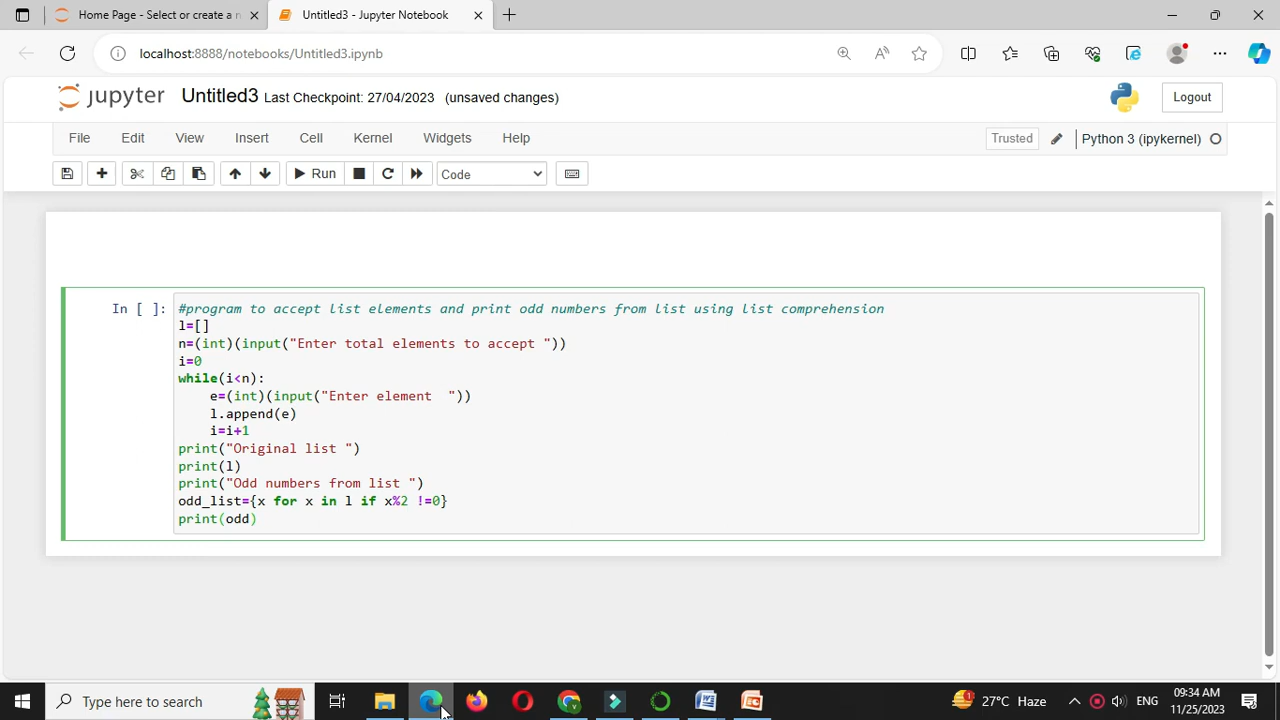 Home Page - Select or create a n
Untitled3 - Jupyter Notebook
localhost:8888/notebooks/Untitled3.ipynb
jupyter Untitled3 Last Checkpoint: 27/04/2023 (unsaved changes)
Logout
File Edit View Insert Cell Kernel Widgets Help
Trusted
Python 3 (ipykernel)
Run
Code
In [ ]:
#program to accept list elements and print odd numbers from list using list comprehension
l=[]
n=(int)(input("Enter total elements to accept "))
i=0
while(i<n):
    e=(int)(input("Enter element  "))
    l.append(e)
    i=i+1
print("Original list ")
print(l)
print("Odd numbers from list ")
odd_list={x for x in l if x%2 !=0}
print(odd)
Type here to search
1
27°C Haze
ENG
09:34 AM
11/25/2023